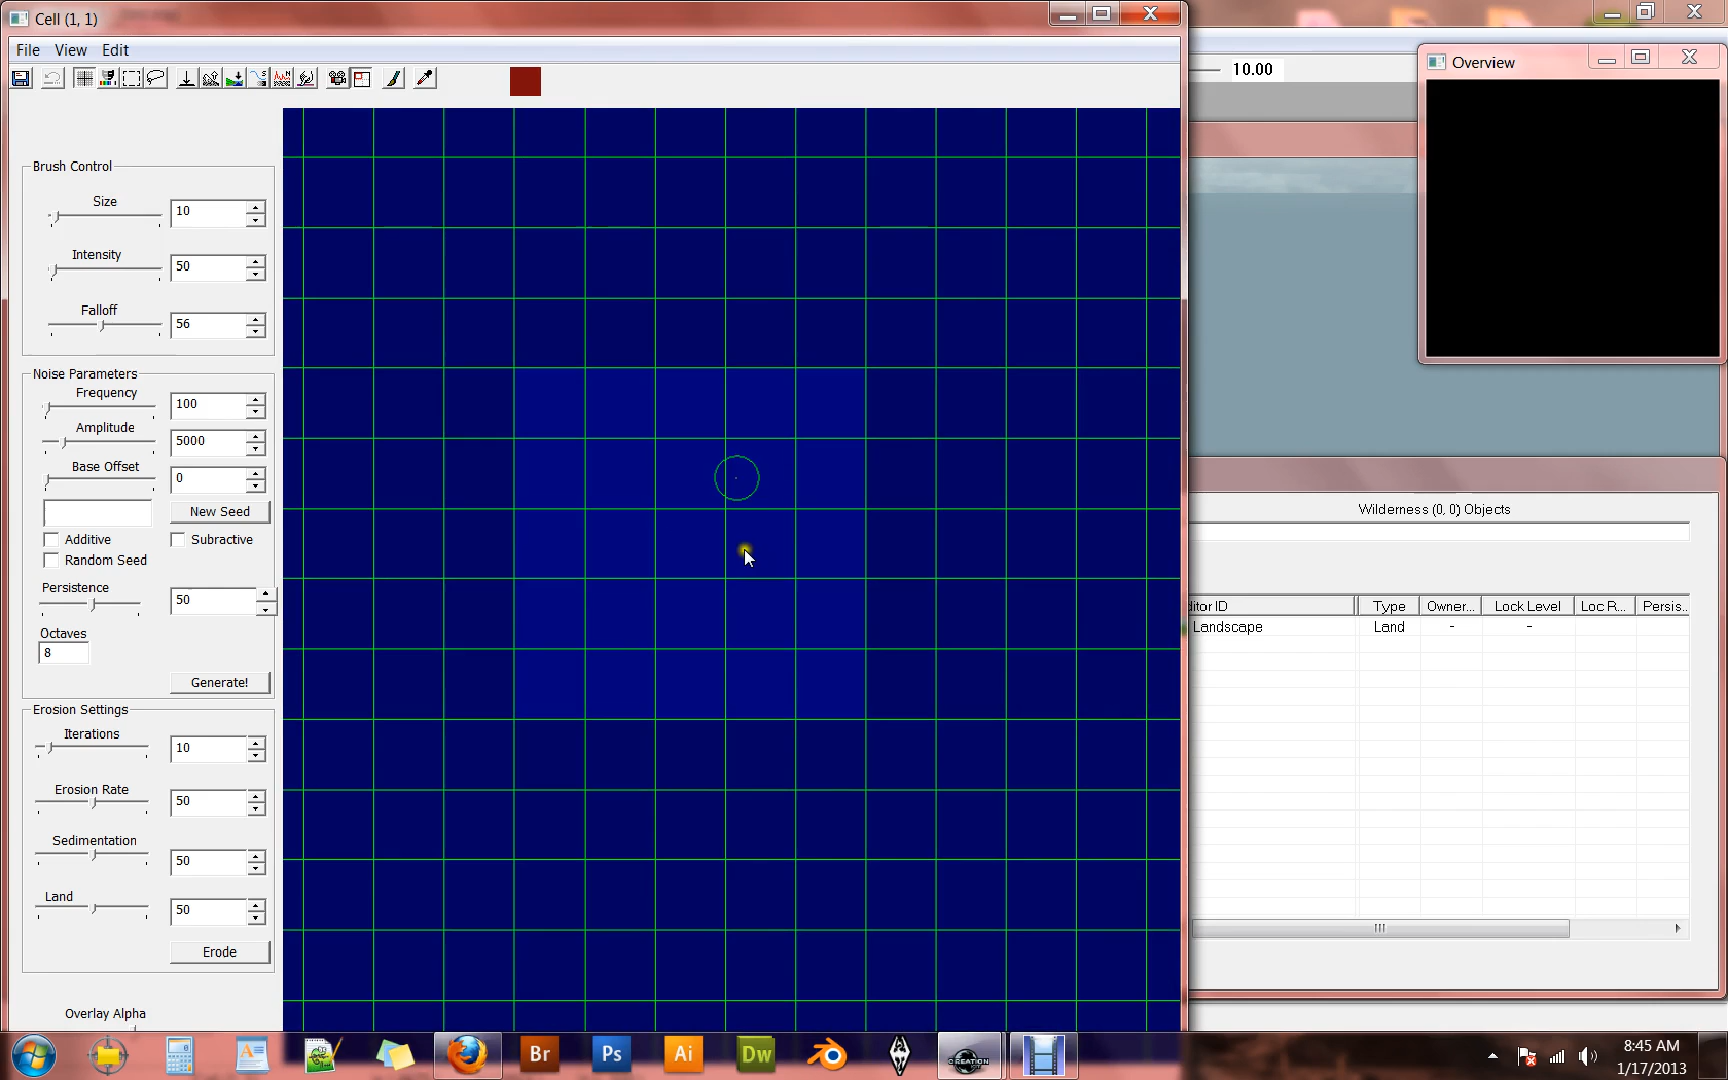 Cell (1, 1)
File View Edit
10.00
Overview
Brush Control
Size
10
Intensity
50
Falloff
56
Noise Parameters
Frequency
100
Amplitude
5000
Base Offset
0
New Seed
Additive
Subractive
Random Seed
Persistence
50
Octaves
8
Generate!
Erosion Settings
Iterations
10
Erosion Rate
50
Sedimentation
50
Land
50
Erode
Overlay Alpha
Wilderness (0, 0) Objects
ditor ID Type Owner... Lock Level Loc R... Persis..
Landscape Land - -
Br Ps Ai Dw
CREATION
8:45 AM
1/17/2013